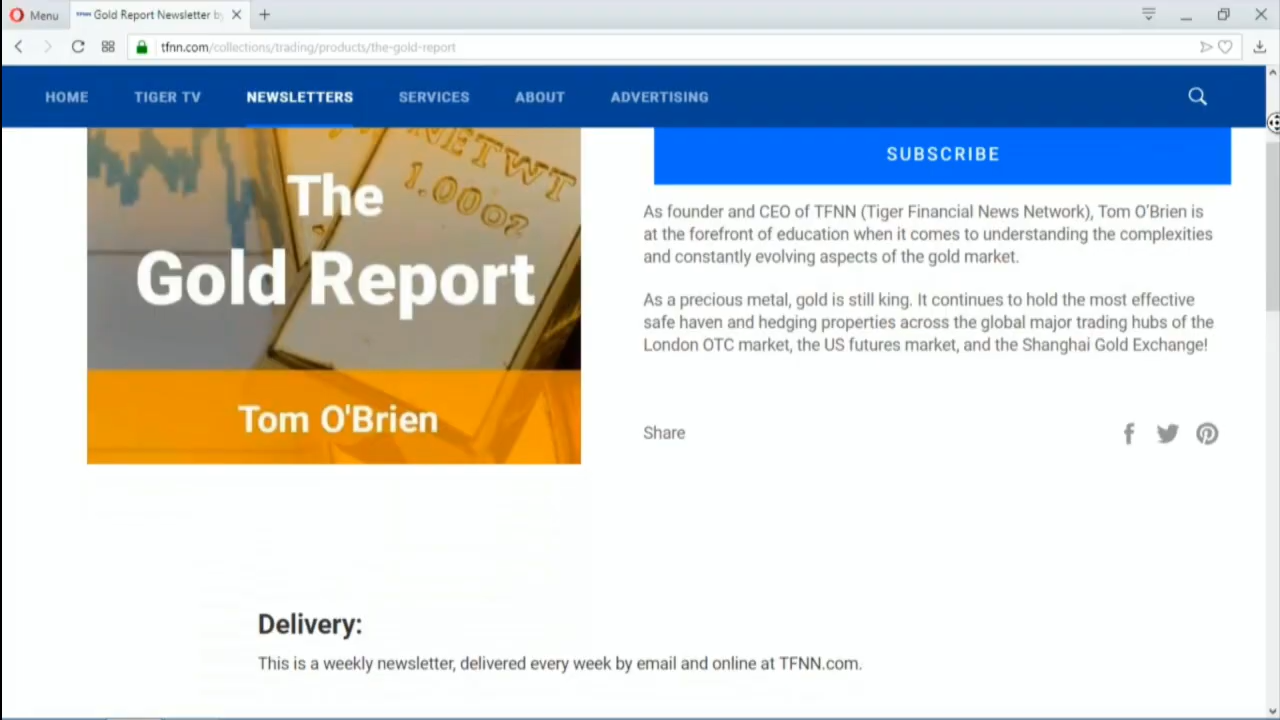 Menu
Gold Report Newsletter by
tfnn.com/collections/trading/products/the-gold-report
HOME TIGER TV NEWSLETTERS SERVICES ABOUT ADVERTISING
NETWT
1.00oz
The
Gold Report
Tom O'Brien
SUBSCRIBE
As founder and CEO of TFNN (Tiger Financial News Network), Tom O'Brien is
at the forefront of education when it comes to understanding the complexities
and constantly evolving aspects of the gold market.
As a precious metal, gold is still king. It continues to hold the most effective
safe haven and hedging properties across the global major trading hubs of the
London OTC market, the US futures market, and the Shanghai Gold Exchange!
Share
Delivery:
This is a weekly newsletter, delivered every week by email and online at TFNN.com.